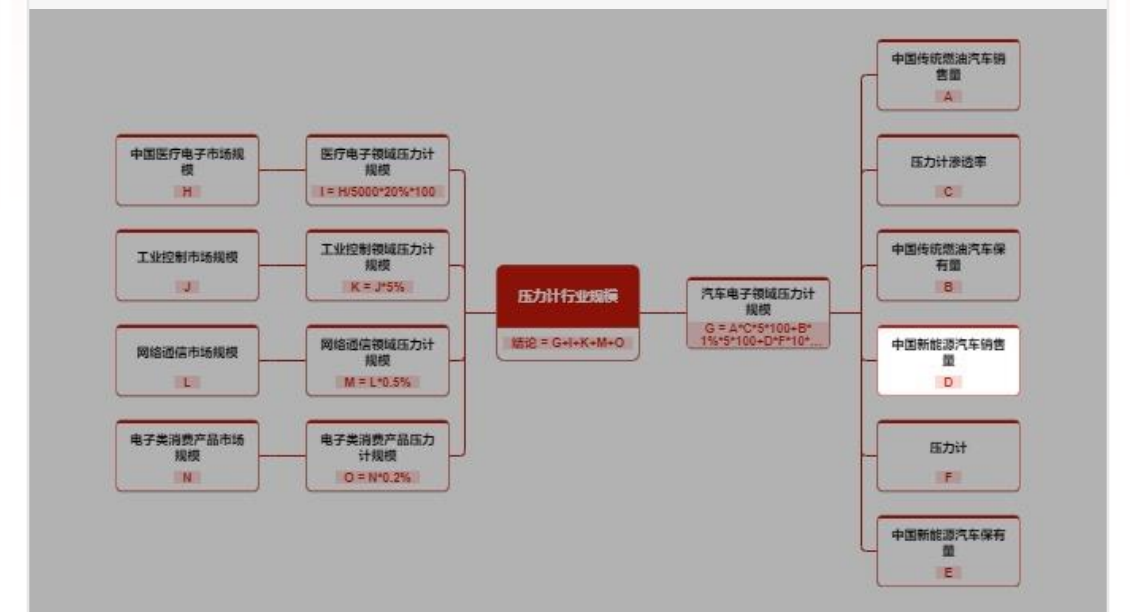 中国传统燃油汽车销
售量
A
中国医疗电子市场规
模
H
医疗电子领域压力计
规模
I = H/5000*20%*100
压力计渗透率
C
工业控制市场规模
J
工业控制领域压力计
规模
K = J*5%
中国传统燃油汽车保
有量
B
压力计行业规模
结论 = G+I+K+M+O
汽车电子领域压力计
规模
G = A*C*5*100+B*
1%*5*100+D*F*10*...
网络通信市场规模
L
网络通信领域压力计
规模
M = L*0.5%
中国新能源汽车销售
量
D
电子类消费产品市场
规模
N
电子类消费产品压力
计规模
O = N*0.2%
压力计
F
中国新能源汽车保有
量
E